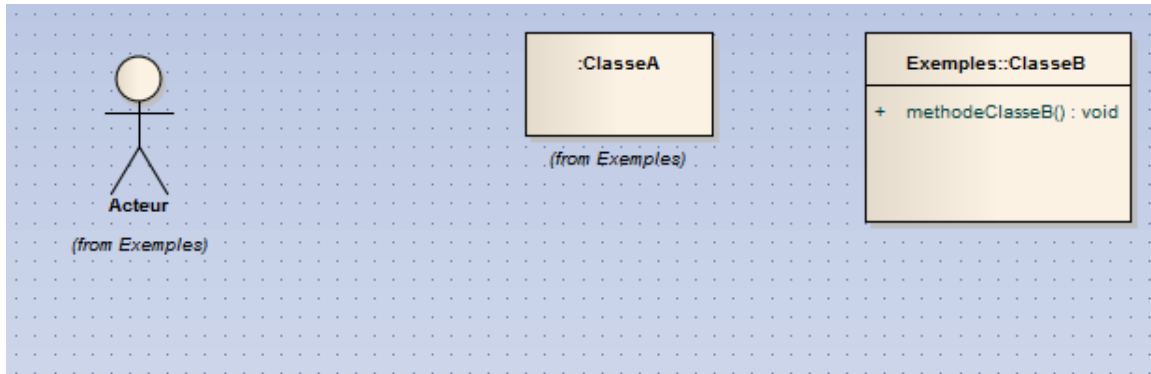 :ClasseA
Exemples::ClasseB
+ methodeClasseB() : void
(from Exemples)
Acteur
(from Exemples)